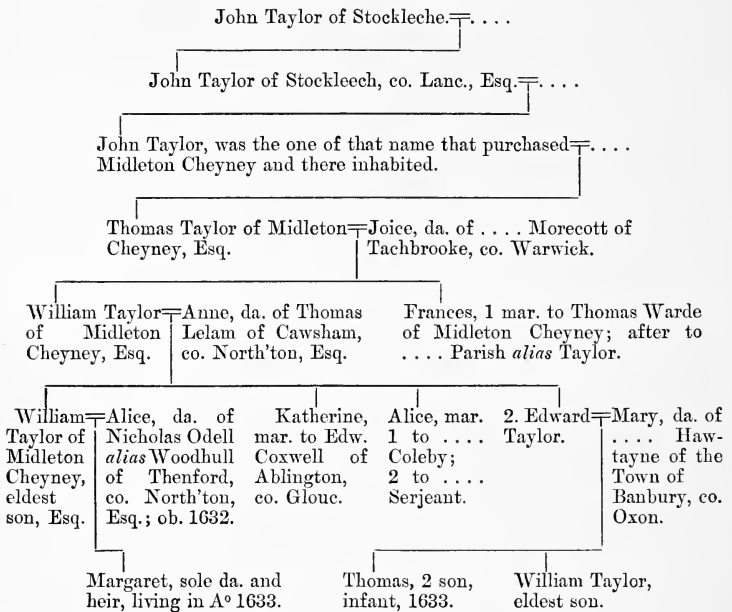 John Taylor of Stockleche.╤. . . .
John Taylor of Stockleech, co. Lanc., Esq.╤. . . .
John Taylor, was the one of that name that purchased╤. . . .
Midleton Cheyney and there inhabited.
Thomas Taylor of Midleton╤Joice, da. of . . . . Morecott of
Cheyney, Esq. Tachbrooke, co. Warwick.
William Taylor╤Anne, da. of Thomas
of Midleton Lelam of Cawsham,
Cheyney, Esq. co. North'ton, Esq.
Frances, 1 mar. to Thomas Warde
of Midleton Cheyney; after to
. . . . Parish alias Taylor.
William╤Alice, da. of
Taylor of Nicholas Odell
Midleton alias Woodhull
Cheyney, of Thenford,
eldest co. North'ton,
son, Esq. Esq.; ob. 1632.
Katherine,
mar. to Edw.
Coxwell of
Ablington,
co. Glouc.
Alice, mar.
1 to . . . .
Coleby;
2 to . . . .
Serjeant.
2. Edward╤Mary, da. of
Taylor. . . . . Haw-
tayne of the
Town of
Banbury, co.
Oxon.
Margaret, sole da. and
heir, living in Aº 1633.
Thomas, 2 son,
infant, 1633.
William Taylor,
eldest son.